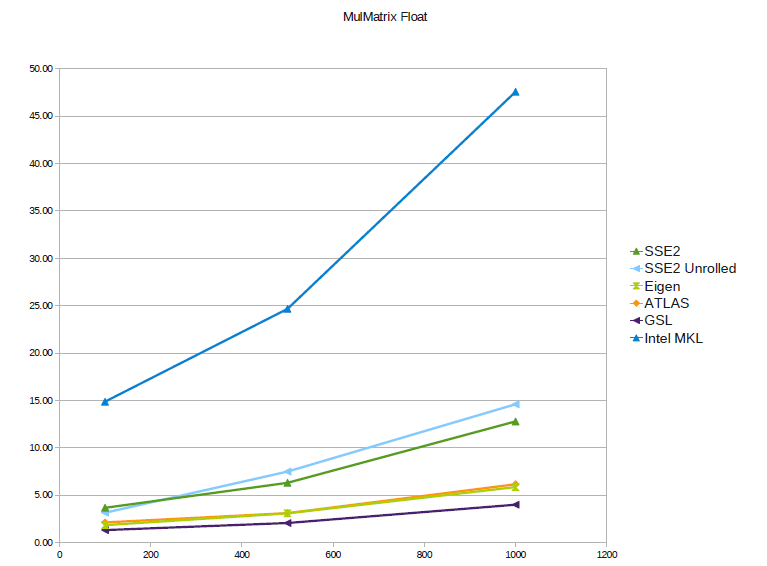 MulMatrix Float
50.00
45.00
40.00
35.00
30.00
25.00
20.00
15.00
10.00
5.00
0.00
0 200 400 600 800 1000 1200
SSE2
SSE2 Unrolled
Eigen
ATLAS
GSL
Intel MKL